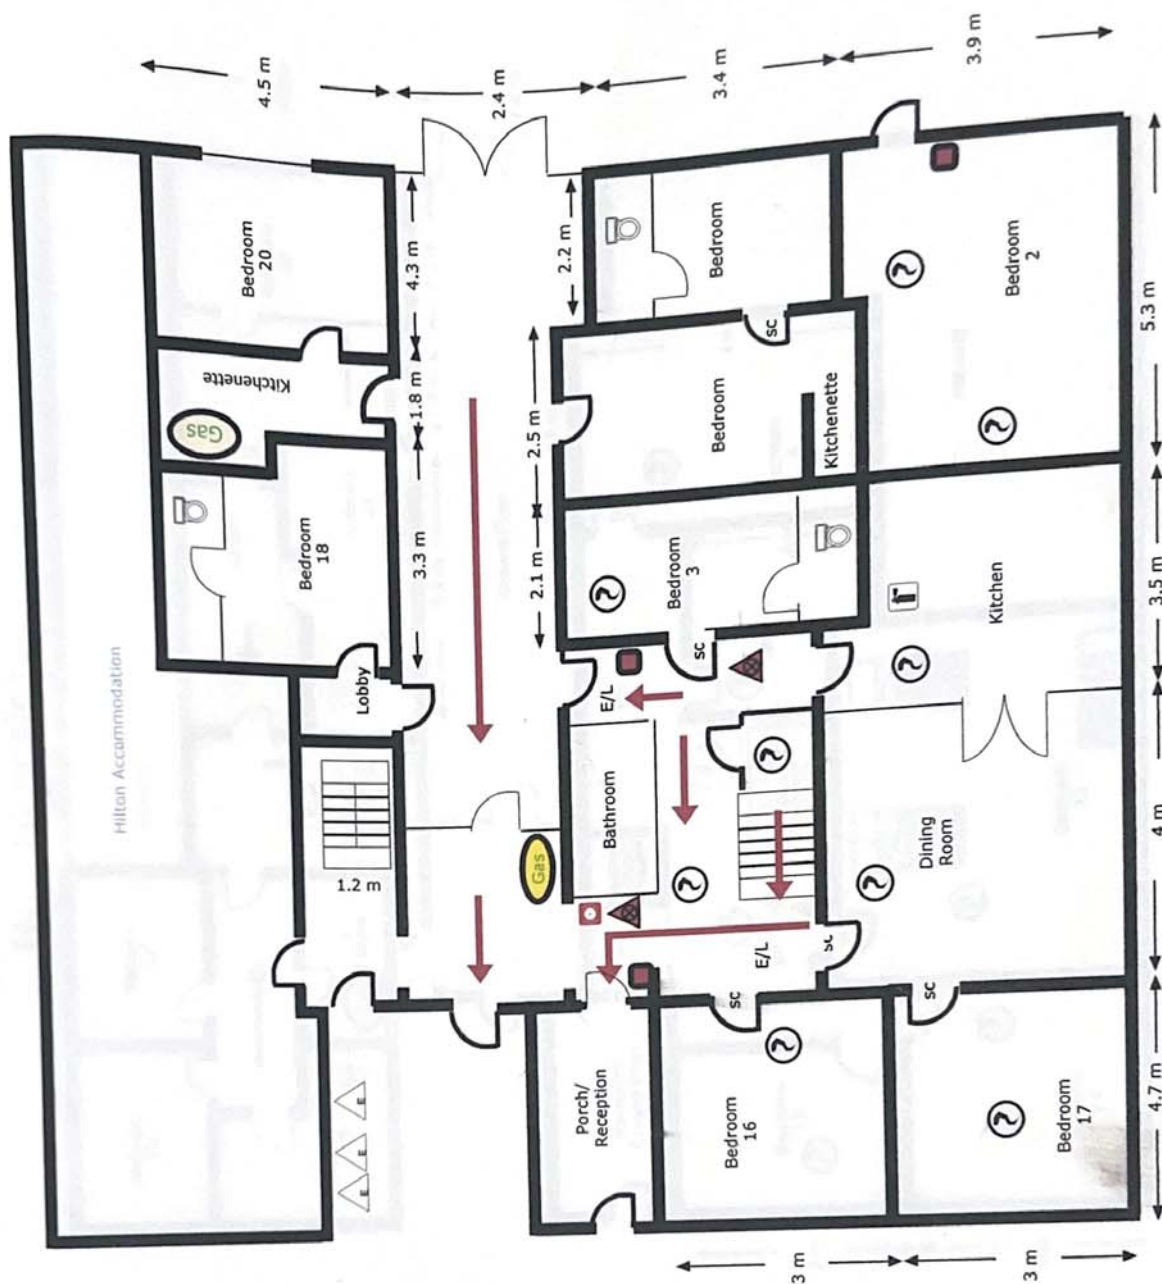 4.5 m
2.4 m
3.4 m
3.9 m
Bedroom
20
4.3 m
2.2 m
Bedroom
Bedroom
2
5.3 m
Kitchenette
Gas
1.8 m
sc
2.5 m
Bedroom
Kitchenette
Bedroom
18
3.3 m
2.1 m
Bedroom
3
sc
Kitchen
3.5 m
Hilton Accommodation
Lobby
E/L
1.2 m
Gas
Bathroom
Dining
Room
4 m
E/L
sc
sc
sc
E
E
E
Porch/
Reception
Bedroom
16
Bedroom
17
4.7 m
3 m
3 m